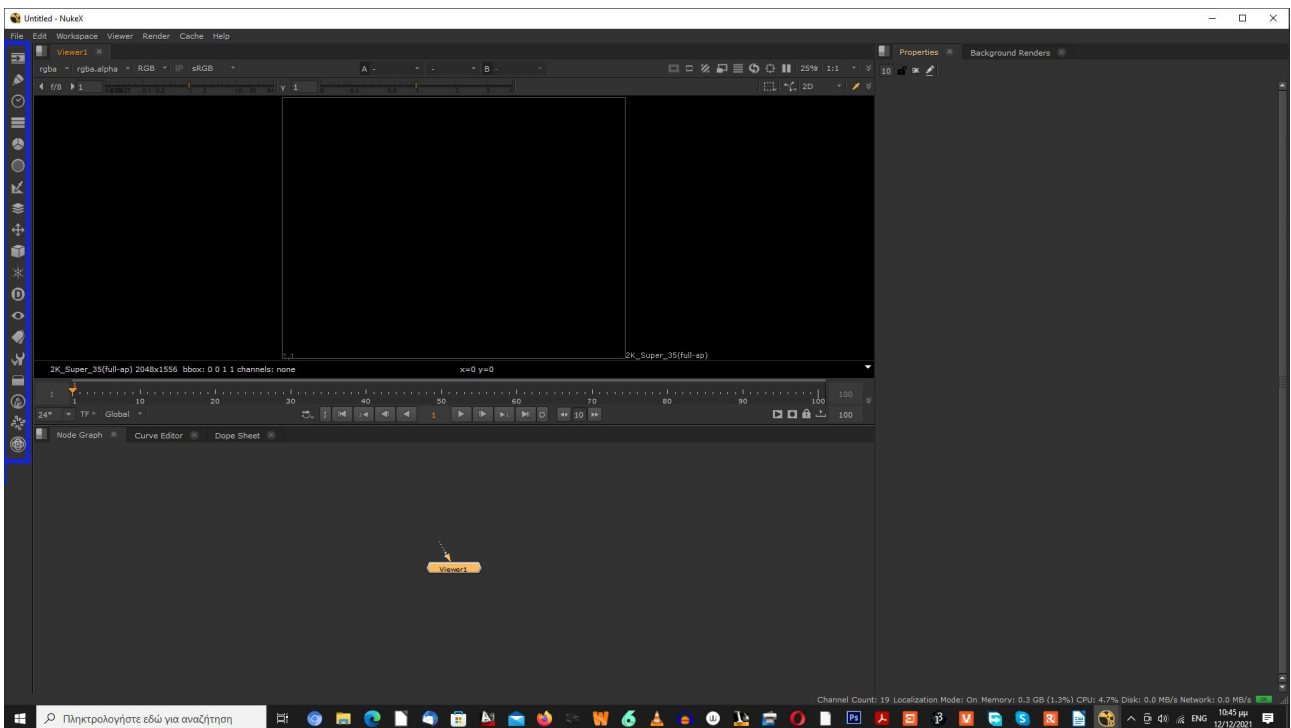 Untitled - NukeX
File Edit Workspace Viewer Render Cache Help
Viewer1
Properties Background Renders
rgba rgba.alpha RGB IP sRGB A - - B - - 25% 1:1
10
f/8 1 Y 1 2D
1,1
2K_Super_35(full-ap)
2K_Super_35(full-ap) 2048x1556 bbox: 0 0 1 1 channels: none x=0 y=0
1
1 1 10 20 30 40 50 60 70 80 90 100 100
24* TF Global I 1 O 10 100
Node Graph Curve Editor Dope Sheet
Viewer1
Channel Count: 19 Localization Mode: On Memory: 0.3 GB (1.3%) CPU: 4.7% Disk: 0.0 MB/s Network: 0.0 MB/s
Πληκτρολογήστε εδώ για αναζήτηση
ENG
10:45 μμ
12/12/2021